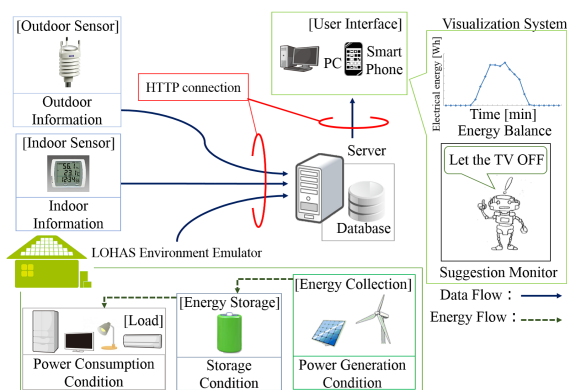 [Outdoor Sensor]
Outdoor
Information
[Indoor Sensor]
Indoor
Information
HTTP connection
[User Interface]
PC
Smart
Phone
Server
Database
Visualization System
Electrical energy [Wh]
Time [min]
Energy Balance
Let the TV OFF
Suggestion Monitor
Data Flow :
Energy Flow :
LOHAS Environment Emulator
[Load]
Power Consumption
Condition
[Energy Storage]
Storage
Condition
[Energy Collection]
Power Generation
Condition